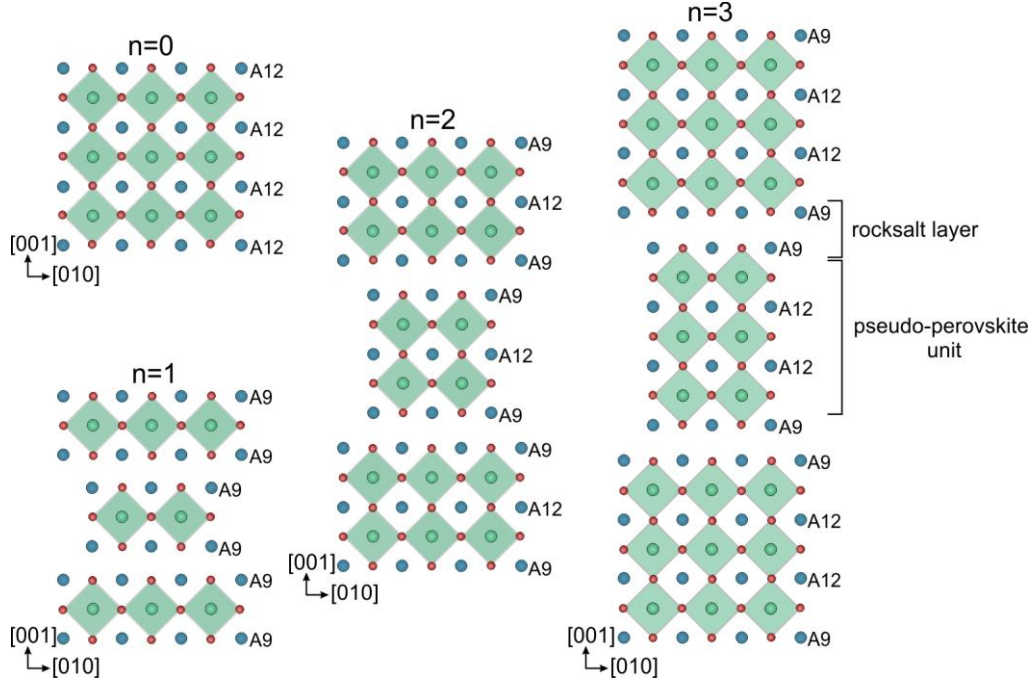 n=0
A12
A12
A12
A12
[001]
[010]
n=1
A9
A9
A9
A9
A9
A9
[001]
[010]
n=2
A9
A12
A9
A9
A12
A9
A9
A12
A9
[001]
[010]
n=3
A9
A12
A12
A9
rocksalt layer
A9
A12
pseudo-perovskite
unit
A12
A9
A9
A12
A12
A9
[001]
[010]